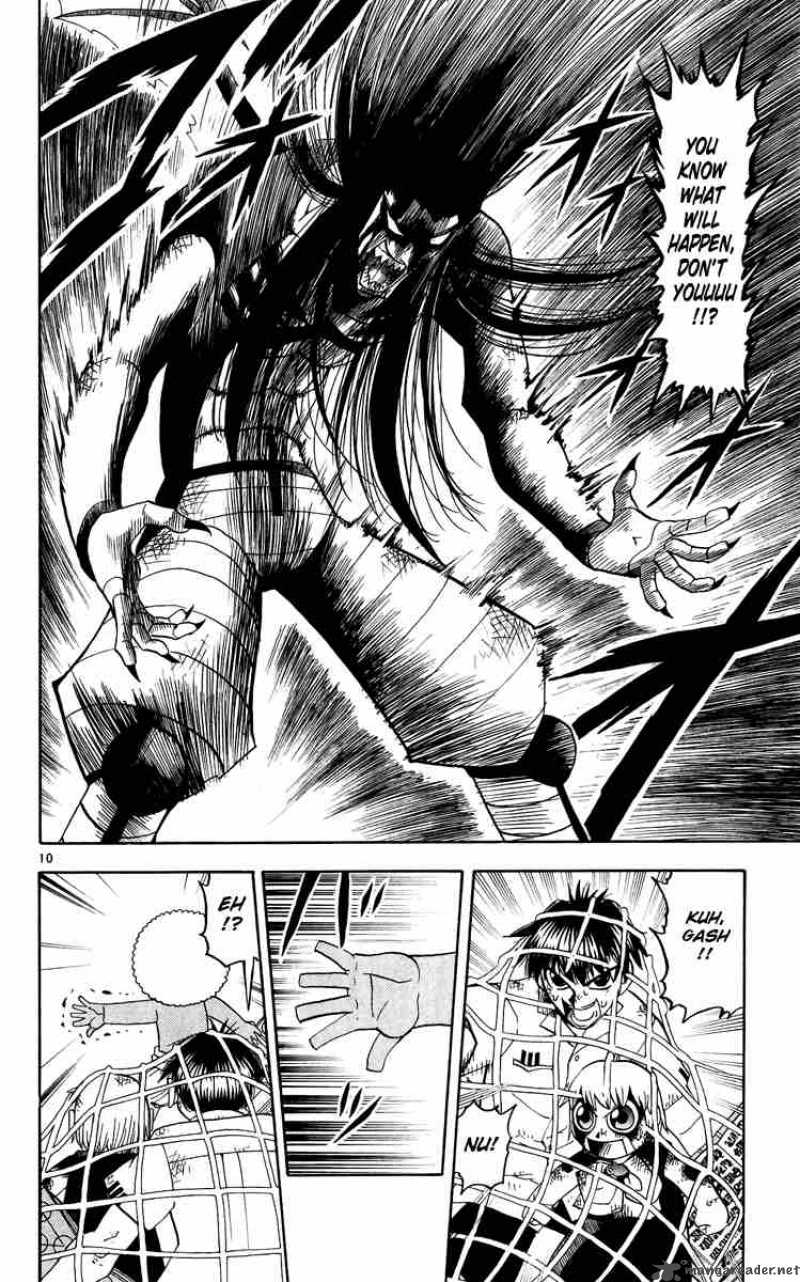 YOU
KNOW
WHAT
WILL
HAPPEN,
DON'T
YOUUUU
!!?
10
KUH,
GASH
!!
NU!
EH
!?
mangareader.net